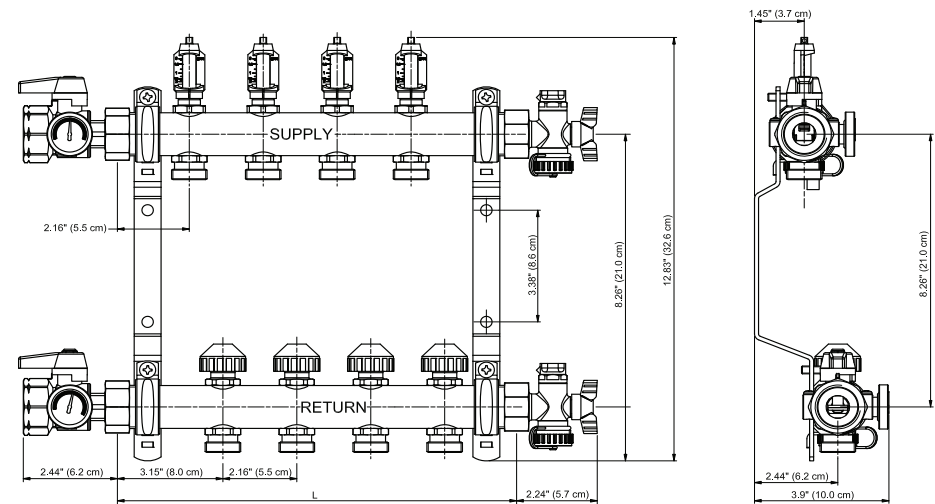 1.45" (3.7 cm)
SUPPLY
2.16" (5.5 cm)
3.38" (8.6 cm)
8.26" (21.0 cm)
12.83" (32.6 cm)
8.26" (21.0 cm)
RETURN
2.44" (6.2 cm)
3.15" (8.0 cm)
2.16" (5.5 cm)
L
2.24" (5.7 cm)
2.44" (6.2 cm)
3.9" (10.0 cm)